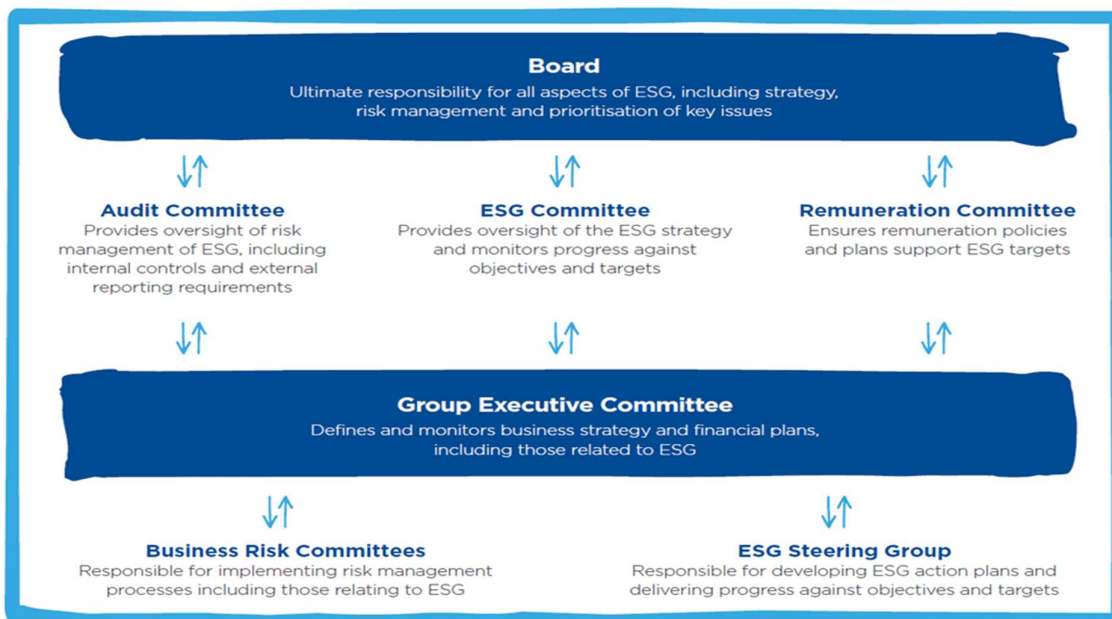 Board
Ultimate responsibility for all aspects of ESG, including strategy,
risk management and prioritisation of key issues
Audit Committee
Provides oversight of risk
management of ESG, including
internal controls and external
reporting requirements
ESG Committee
Provides oversight of the ESG strategy
and monitors progress against
objectives and targets
Remuneration Committee
Ensures remuneration policies
and plans support ESG targets
Group Executive Committee
Defines and monitors business strategy and financial plans,
including those related to ESG
Business Risk Committees
Responsible for implementing risk management
processes including those relating to ESG
ESG Steering Group
Responsible for developing ESG action plans and
delivering progress against objectives and targets